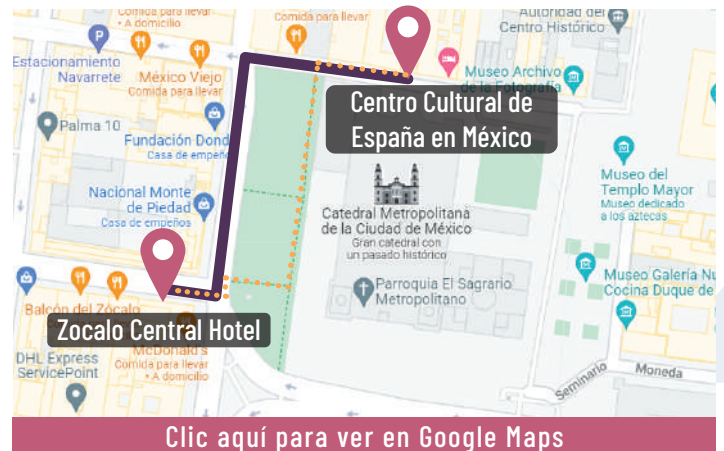 Comida para llevar
• A domicilio
Comida para llevar
Autoridad del
Centro Histórico
Estacionamiento
Navarrete
México Viejo
Comida para llevar
Museo Archivo
de la Fotografía
Centro Cultural de
España en México
Palma 10
Fundación Dond
Casa de empeño
Museo del
Templo Mayor
Museo dedicado
a los aztecas
Nacional Monte
de Piedad
Casa de empeños
Catedral Metropolitana
de la Ciudad de México
Gran catedral con
un pasado histórico
Parroquia El Sagrario
Metropolitano
Museo Galería Nu
Cocina Duque de
Balcón del Zócalo
Zocalo Central Hotel
McDonald's
Comida para llevar
• A domicilio
DHL Express
ServicePoint
Seminario
Moneda
Clic aquí para ver en Google Maps